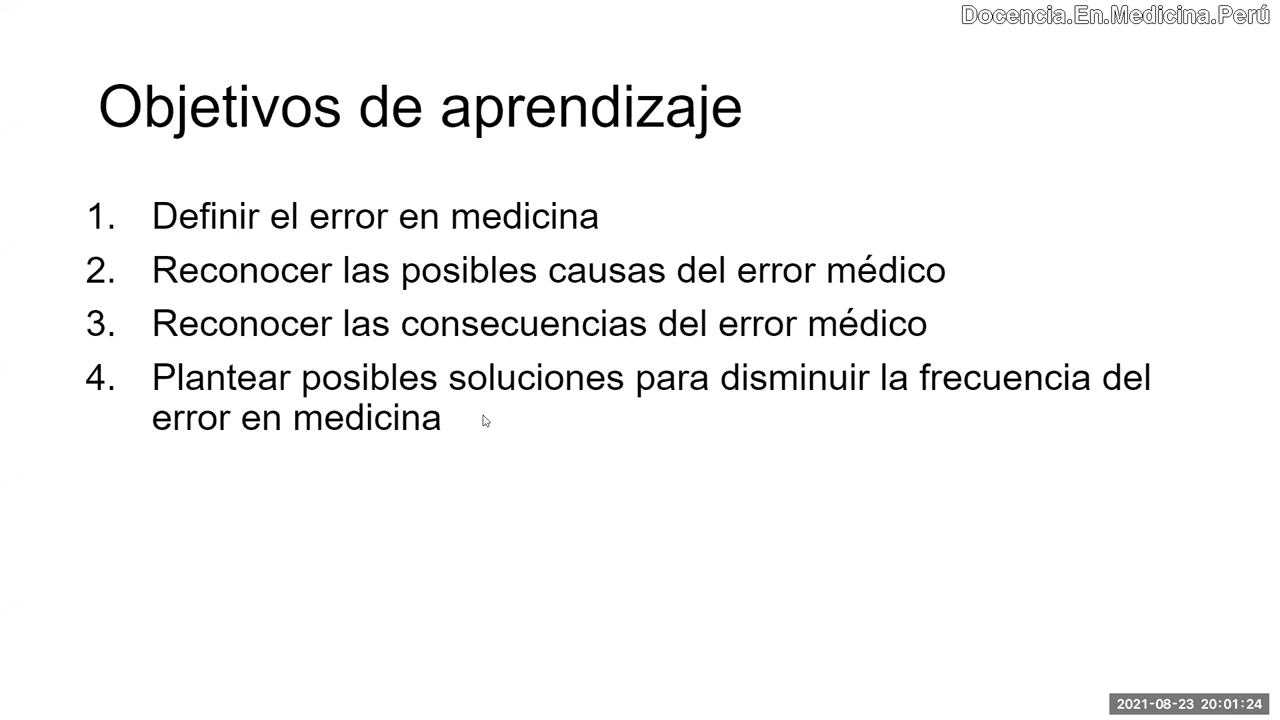 Docencia.En.Medicina.Perú
Objetivos de aprendizaje
1. Definir el error en medicina
2. Reconocer las posibles causas del error médico
3. Reconocer las consecuencias del error médico
4. Plantear posibles soluciones para disminuir la frecuencia del
error en medicina
2021-08-23 20:01:24